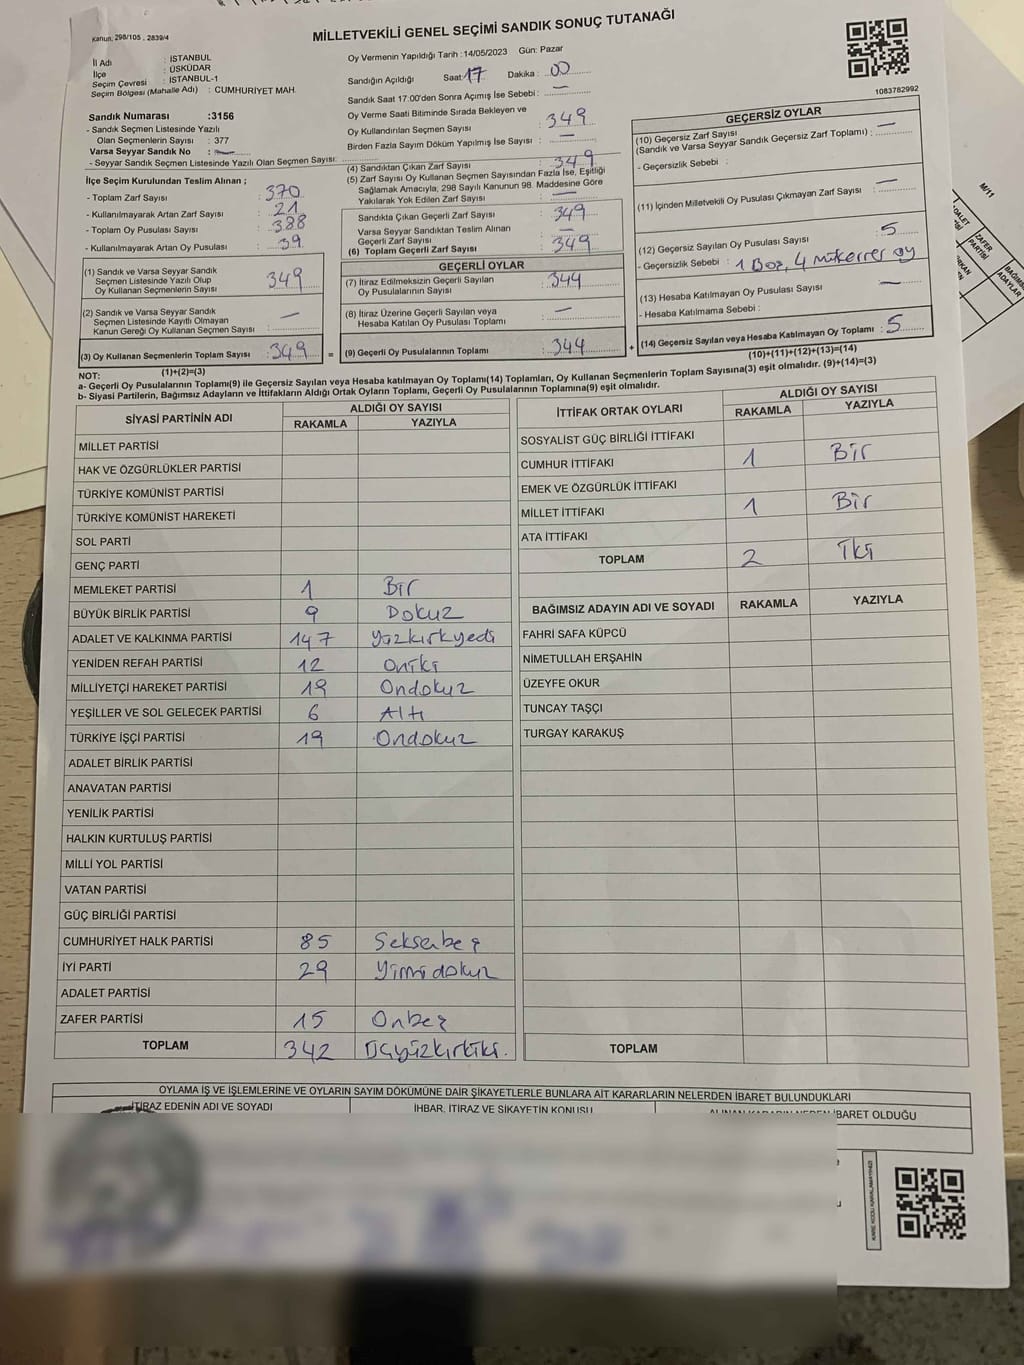 MİLLETVEKİLİ GENEL SEÇİMİ SANDIK SONUÇ TUTANAĞI
Kanun: 298/105 , 2839/4
İl Adı : İSTANBUL
İlçe : ÜSKÜDAR
Seçim Çevresi : İSTANBUL-1
Seçim Bölgesi (Mahalle Adı) : CUMHURİYET MAH.
Oy Vermenin Yapıldığı Tarih :14/05/2023 Gün: Pazar
Sandığın Açıldığı Saat: 17 Dakika : 00
Sandık Saat 17:00'den Sonra Açımış İse Sebebi : —
Oy Verme Saati Bitiminde Sırada Bekleyen ve
Oy Kullandırılan Seçmen Sayısı : 349
Birden Fazla Sayım Döküm Yapılmış İse Sayısı : —
1083782992
Sandık Numarası :3156
- Sandık Seçmen Listesinde Yazılı
Olan Seçmenlerin Sayısı : 377
Varsa Seyyar Sandık No : —
- Seyyar Sandık Seçmen Listesinde Yazılı Olan Seçmen Sayısı:
İlçe Seçim Kurulundan Teslim Alınan ;
- Toplam Zarf Sayısı : 370
- Kullanılmayarak Artan Zarf Sayısı : 21
- Toplam Oy Pusulası Sayısı : 388
- Kullanılmayarak Artan Oy Pusulası : 39
(1) Sandık ve Varsa Seyyar Sandık
Seçmen Listesinde Yazılı Olup
Oy Kullanan Seçmenlerin Sayısı : 349
(2) Sandık ve Varsa Seyyar Sandık
Seçmen Listesinde Kayıtlı Olmayan
Kanun Gereği Oy Kullanan Seçmen Sayısı : —
(3) Oy Kullanan Seçmenlerin Toplam Sayısı : 349
(1)+(2)=(3)
(4) Sandıktan Çıkan Zarf Sayısı : 349
(5) Zarf Sayısı Oy Kullanan Seçmen Sayısından Fazla İse, Eşitliği
Sağlamak Amacıyla, 298 Sayılı Kanunun 98. Maddesine Göre
Yakılarak Yok Edilen Zarf Sayısı : —
Sandıkta Çıkan Geçerli Zarf Sayısı : 349
Varsa Seyyar Sandıktan Teslim Alınan
Geçerli Zarf Sayısı : —
(6) Toplam Geçerli Zarf Sayısı : 349
GEÇERLİ OYLAR
(7) İtiraz Edilmeksizin Geçerli Sayılan
Oy Pusulalarının Sayısı : 344
(8) İtiraz Üzerine Geçerli Sayılan veya
Hesaba Katılan Oy Pusulası Toplamı : —
= (9) Geçerli Oy Pusulalarının Toplamı : 344
GEÇERSİZ OYLAR
(10) Geçersiz Zarf Sayısı
(Sandık ve Varsa Seyyar Sandık Geçersiz Zarf Toplamı) : —
- Geçersizlik Sebebi :
(11) İçinden Milletvekili Oy Pusulası Çıkmayan Zarf Sayısı : —
(12) Geçersiz Sayılan Oy Pusulası Sayısı : 5
- Geçersizlik Sebebi : 1 Boş, 4 mükerrer oy
(13) Hesaba Katılmayan Oy Pusulası Sayısı : —
- Hesaba Katılmama Sebebi :
+ (14) Geçersiz Sayılan veya Hesaba Katılmayan Oy Toplamı : 5
(10)+(11)+(12)+(13)=(14)
NOT:
a- Geçerli Oy Pusulalarının Toplamı(9) ile Geçersiz Sayılan veya Hesaba katılmayan Oy Toplamı(14) Toplamları, Oy Kullanan Seçmenlerin Toplam Sayısına(3) eşit olmalıdır. (9)+(14)=(3)
b- Siyasi Partilerin, Bağımsız Adayların ve İttifakların Aldığı Ortak Oyların Toplamı, Geçerli Oy Pusulalarının Toplamına(9) eşit olmalıdır.
SİYASİ PARTİNİN ADI ALDIĞI OY SAYISI
RAKAMLA YAZIYLA
MİLLET PARTİSİ
HAK VE ÖZGÜRLÜKLER PARTİSİ
TÜRKİYE KOMÜNİST PARTİSİ
TÜRKİYE KOMÜNİST HAREKETİ
SOL PARTİ
GENÇ PARTİ
MEMLEKET PARTİSİ 1 Bir
BÜYÜK BİRLİK PARTİSİ 9 Dokuz
ADALET VE KALKINMA PARTİSİ 147 Yüzkırkyedi
YENİDEN REFAH PARTİSİ 12 Oniki
MİLLİYETÇİ HAREKET PARTİSİ 19 Ondokuz
YEŞİLLER VE SOL GELECEK PARTİSİ 6 Altı
TÜRKİYE İŞÇİ PARTİSİ 19 Ondokuz
ADALET BİRLİK PARTİSİ
ANAVATAN PARTİSİ
YENİLİK PARTİSİ
HALKIN KURTULUŞ PARTİSİ
MİLLİ YOL PARTİSİ
VATAN PARTİSİ
GÜÇ BİRLİĞİ PARTİSİ
CUMHURİYET HALK PARTİSİ 85 Seksenbeş
İYİ PARTİ 29 Yirmidokuz
ADALET PARTİSİ
ZAFER PARTİSİ 15 Onbeş
TOPLAM 342 Üçyüzkırkiki.
İTTİFAK ORTAK OYLARI ALDIĞI OY SAYISI
RAKAMLA YAZIYLA
SOSYALİST GÜÇ BİRLİĞİ İTTİFAKI
CUMHUR İTTİFAKI 1 Bir
EMEK VE ÖZGÜRLÜK İTTİFAKI
MİLLET İTTİFAKI 1 Bir
ATA İTTİFAKI
TOPLAM 2 İki
BAĞIMSIZ ADAYIN ADI VE SOYADI RAKAMLA YAZIYLA
FAHRİ SAFA KÜPCÜ
NİMETULLAH ERŞAHİN
ÜZEYFE OKUR
TUNCAY TAŞÇI
TURGAY KARAKUŞ
TOPLAM
OYLAMA İŞ VE İŞLEMLERİNE VE OYLARIN SAYIM DÖKÜMÜNE DAİR ŞİKAYETLERLE BUNLARA AİT KARARLARIN NELERDEN İBARET BULUNDUKLARI
İTİRAZ EDENİN ADI VE SOYADI
İHBAR, İTİRAZ VE ŞİKAYETİN KONUSU
ALINAN KARARIN NEDEN İBARET OLDUĞU
KARE KODU KARALAMAYINIZ!
M/11
ZAFER PARTİSİ